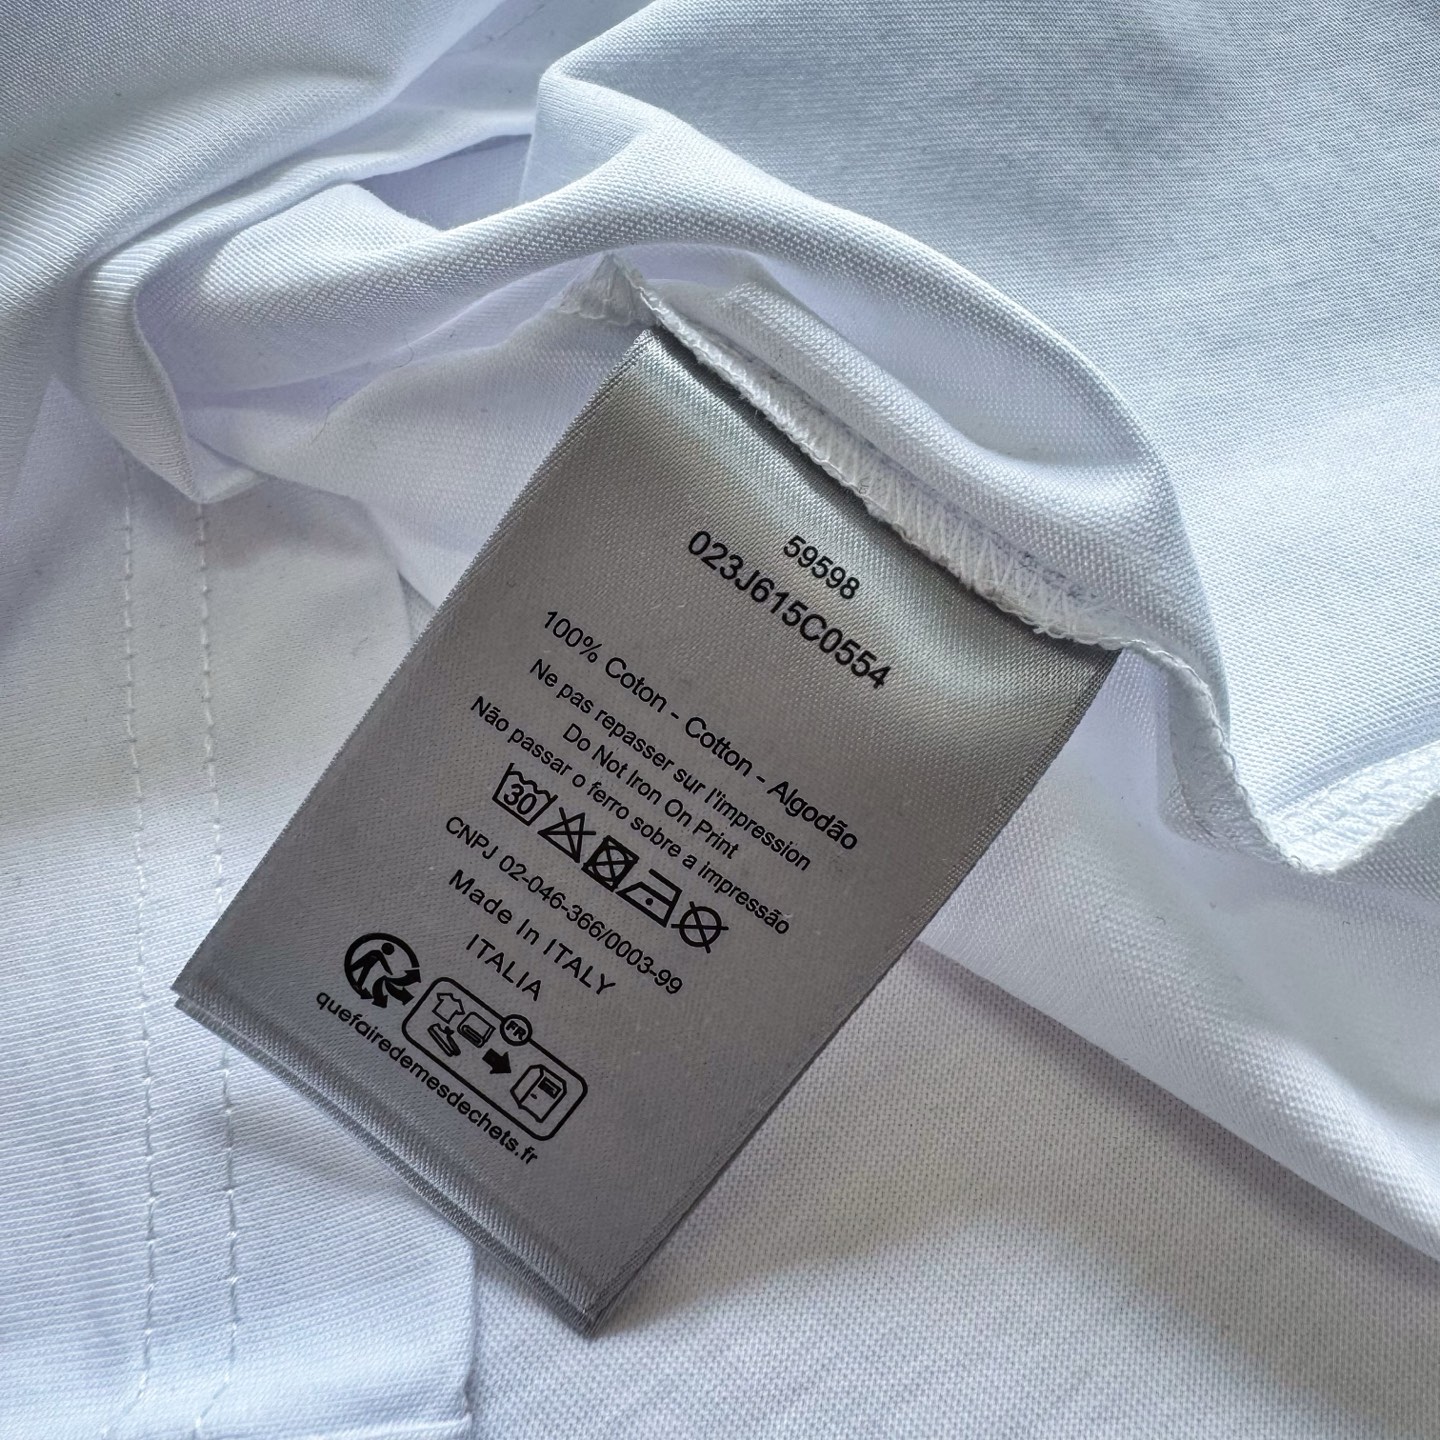 59598
023J615C0554
100% Coton - Cotton - Algodão
Ne pas repasser sur l'impression
Do Not Iron On Print
Não passar o ferro sobre a impressão
30
CNPJ 02-046-366/0003-99
Made In ITALY
ITALIA
FR
quefairedemesdechets.fr